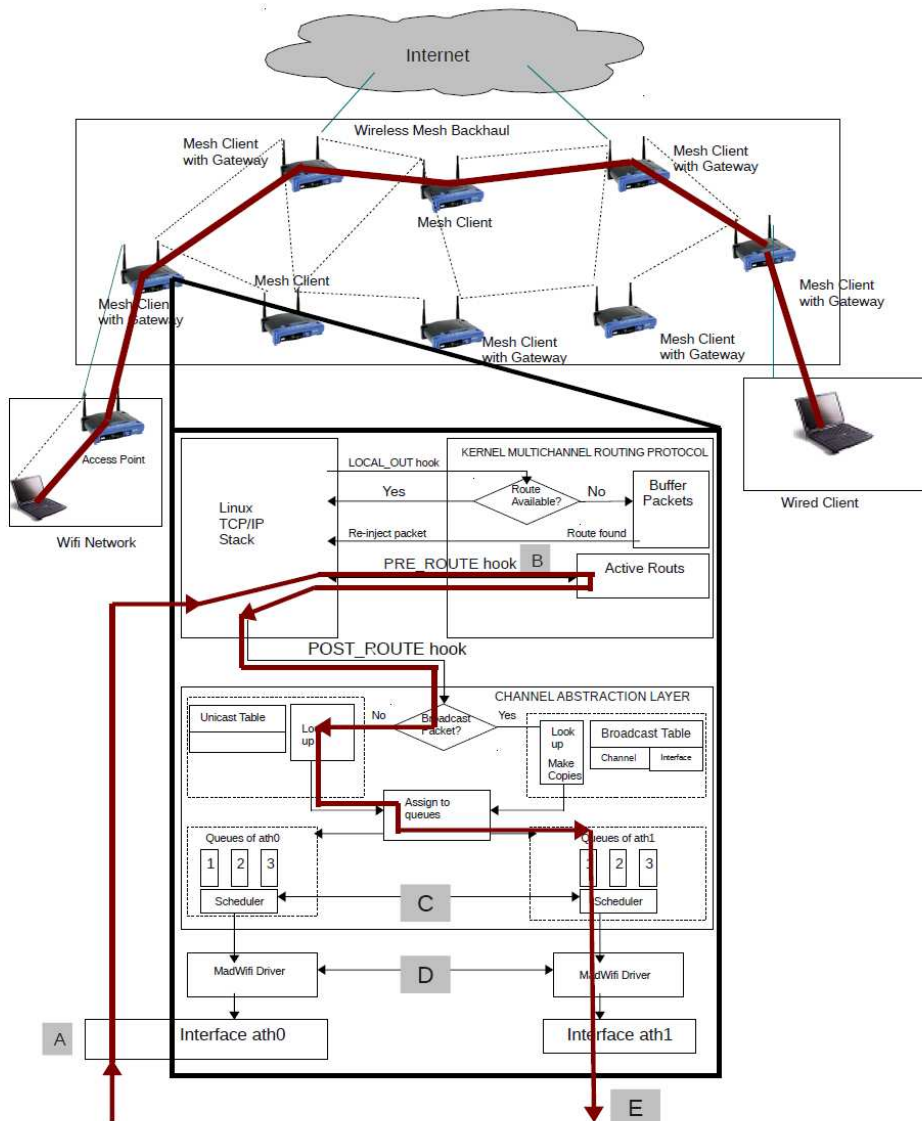 Internet
Wireless Mesh Backhaul
Mesh Client
with Gateway
Mesh Client
with Gateway
Mesh Client
Mesh Client
with Gateway
Mesh Client
Mesh Client
with Gateway
Mesh Client
with Gateway
Mesh Client
with Gateway
Access Point
Wifi Network
Wired Client
KERNEL MULTICHANNEL ROUTING PROTOCOL
LOCAL_OUT hook
Linux
TCP/IP
Stack
Yes
Route
Available?
No
Buffer
Packets
Re-inject packet
Route found
PRE_ROUTE hook
B
Active Routs
POST_ROUTE hook
CHANNEL ABSTRACTION LAYER
Unicast Table
Look
up
No
Broadcast
Packet?
Yes
Look
up
Make
Copies
Broadcast Table
Channel
Interface
Assign to
queues
Queues of ath0
1 2 3
Scheduler
Queues of ath1
1 2 3
Scheduler
C
MadWifi Driver
D
MadWifi Driver
A
Interface ath0
Interface ath1
E